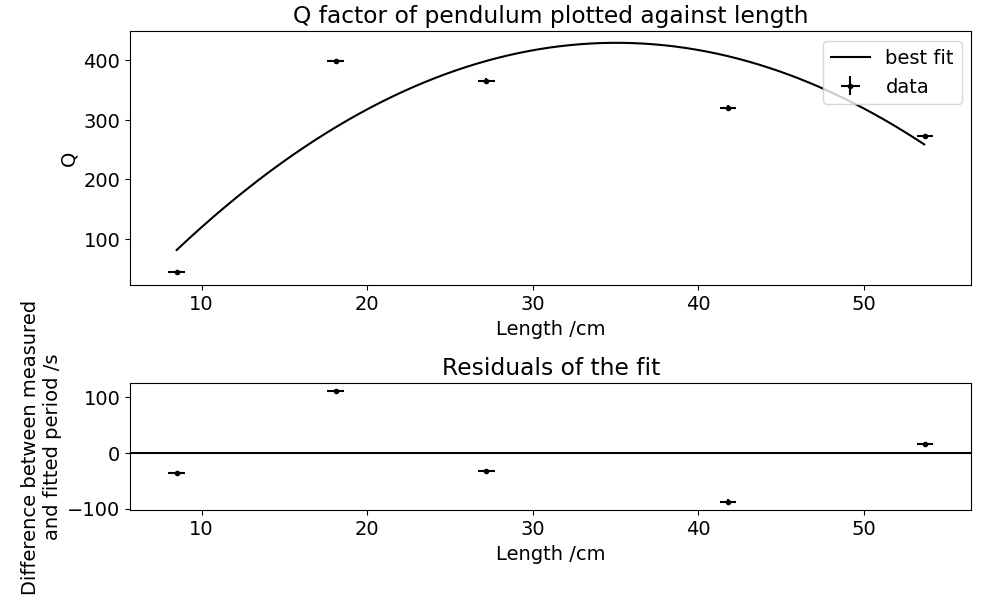 Q factor of pendulum plotted against length
best fit
data
400
300
200
100
Q
10 20 30 40 50
Length /cm
Residuals of the fit
100
0
−100
Difference between measured
and fitted period /s
10 20 30 40 50
Length /cm